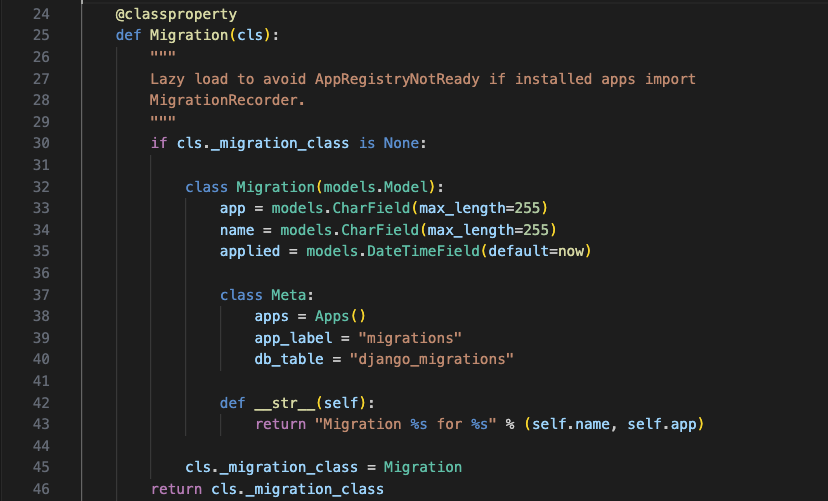 24 @classproperty
25 def Migration(cls):
26 """
27 Lazy load to avoid AppRegistryNotReady if installed apps import
28 MigrationRecorder.
29 """
30 if cls._migration_class is None:
31
32 class Migration(models.Model):
33 app = models.CharField(max_length=255)
34 name = models.CharField(max_length=255)
35 applied = models.DateTimeField(default=now)
36
37 class Meta:
38 apps = Apps()
39 app_label = "migrations"
40 db_table = "django_migrations"
41
42 def __str__(self):
43 return "Migration %s for %s" % (self.name, self.app)
44
45 cls._migration_class = Migration
46 return cls._migration_class